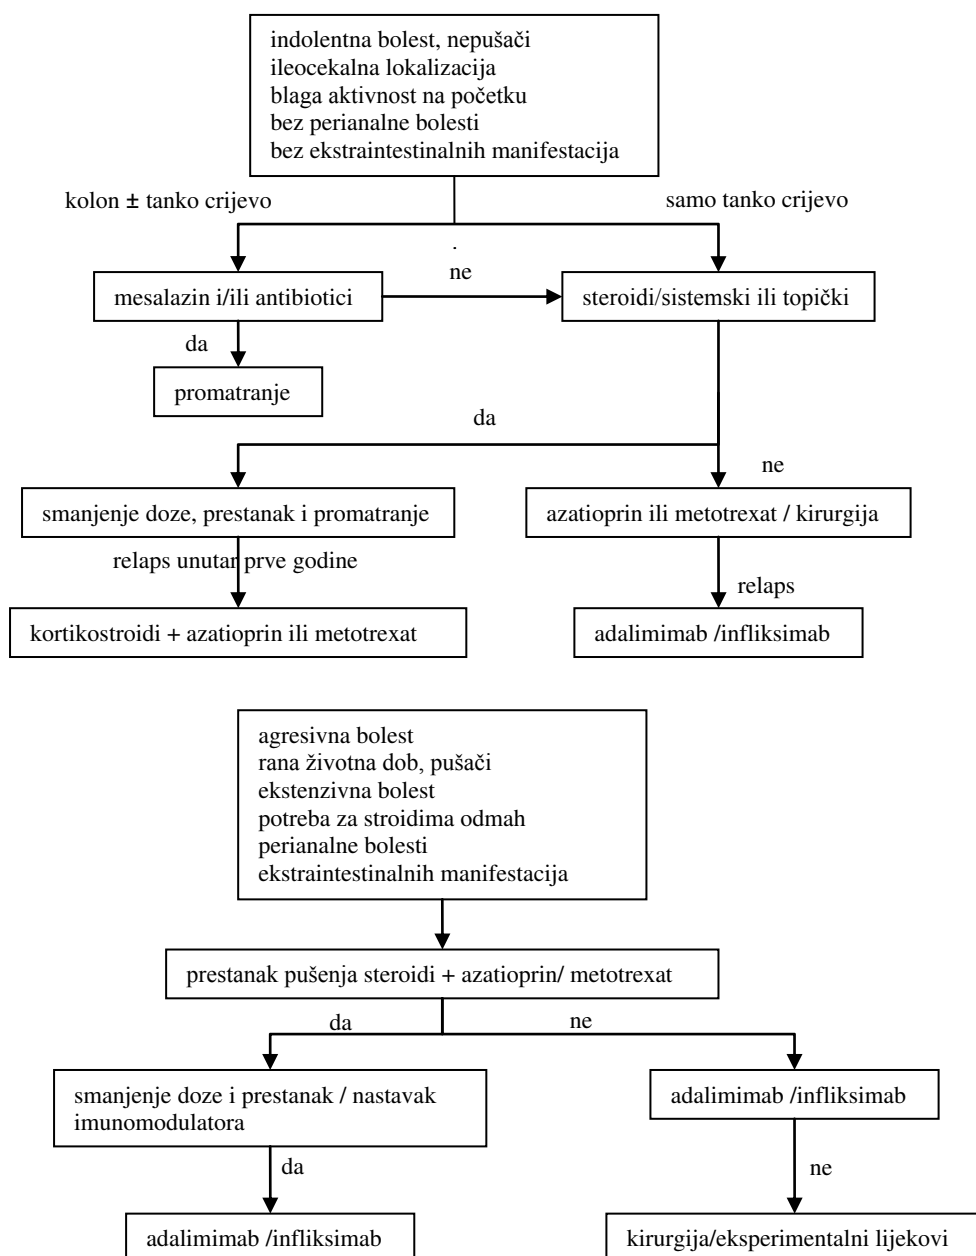 indolentna bolest, nepušači
ileocekalna lokalizacija
blaga aktivnost na početku
bez perianalne bolesti
bez ekstraintestinalnih manifestacija
kolon ± tanko crijevo
samo tanko crijevo
.
ne
mesalazin i/ili antibiotici
steroidi/sistemski ili topički
da
promatranje
da
ne
smanjenje doze, prestanak i promatranje
azatioprin ili metotrexat / kirurgija
relaps unutar prve godine
relaps
kortikostroidi + azatioprin ili metotrexat
adalimimab /infliksimab
agresivna bolest
rana životna dob, pušači
ekstenzivna bolest
potreba za stroidima odmah
perianalne bolesti
ekstraintestinalnih manifestacija
prestanak pušenja steroidi + azatioprin/ metotrexat
da
ne
smanjenje doze i prestanak / nastavak
imunomodulatora
adalimimab /infliksimab
da
ne
adalimimab /infliksimab
kirurgija/eksperimentalni lijekovi